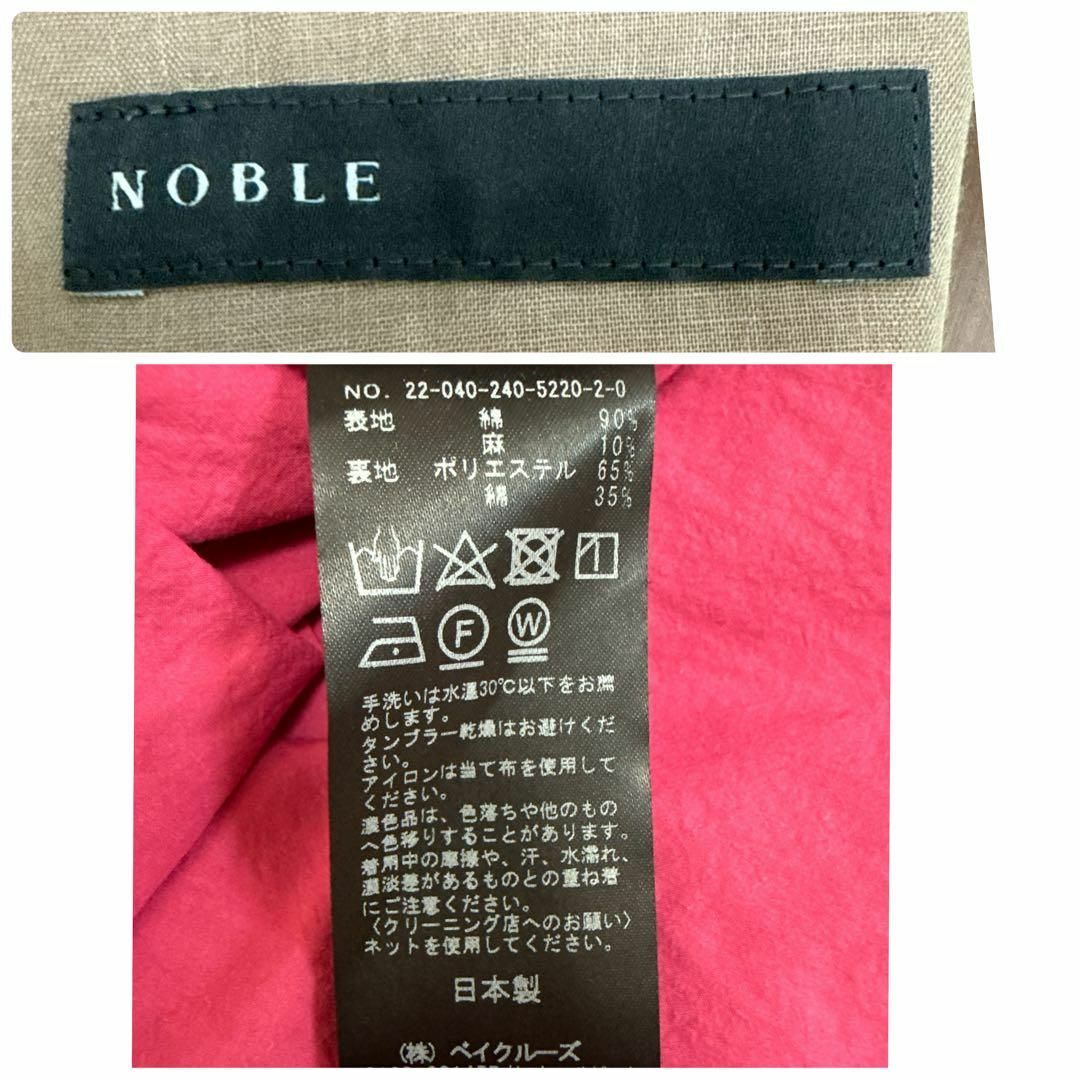 NOBLE
NO. 22-040-240-5220-2-0
表地 綿 90%
麻 10%
裏地 ポリエステル 65%
綿 35%
F W
手洗いは水温30℃以下をお薦
めします。
タンブラー乾燥はお避けくだ
さい。
アイロンは当て布を使用して
ください。
濃色品は、色落ちや他のもの
へ色移りすることがあります。
着用中の摩擦や、汗、水濡れ、
濃淡差があるものとの重ね着
にご注意ください。
〈クリーニング店へのお願い〉
ネットを使用してください。
日本製
(株) ベイクルーズ